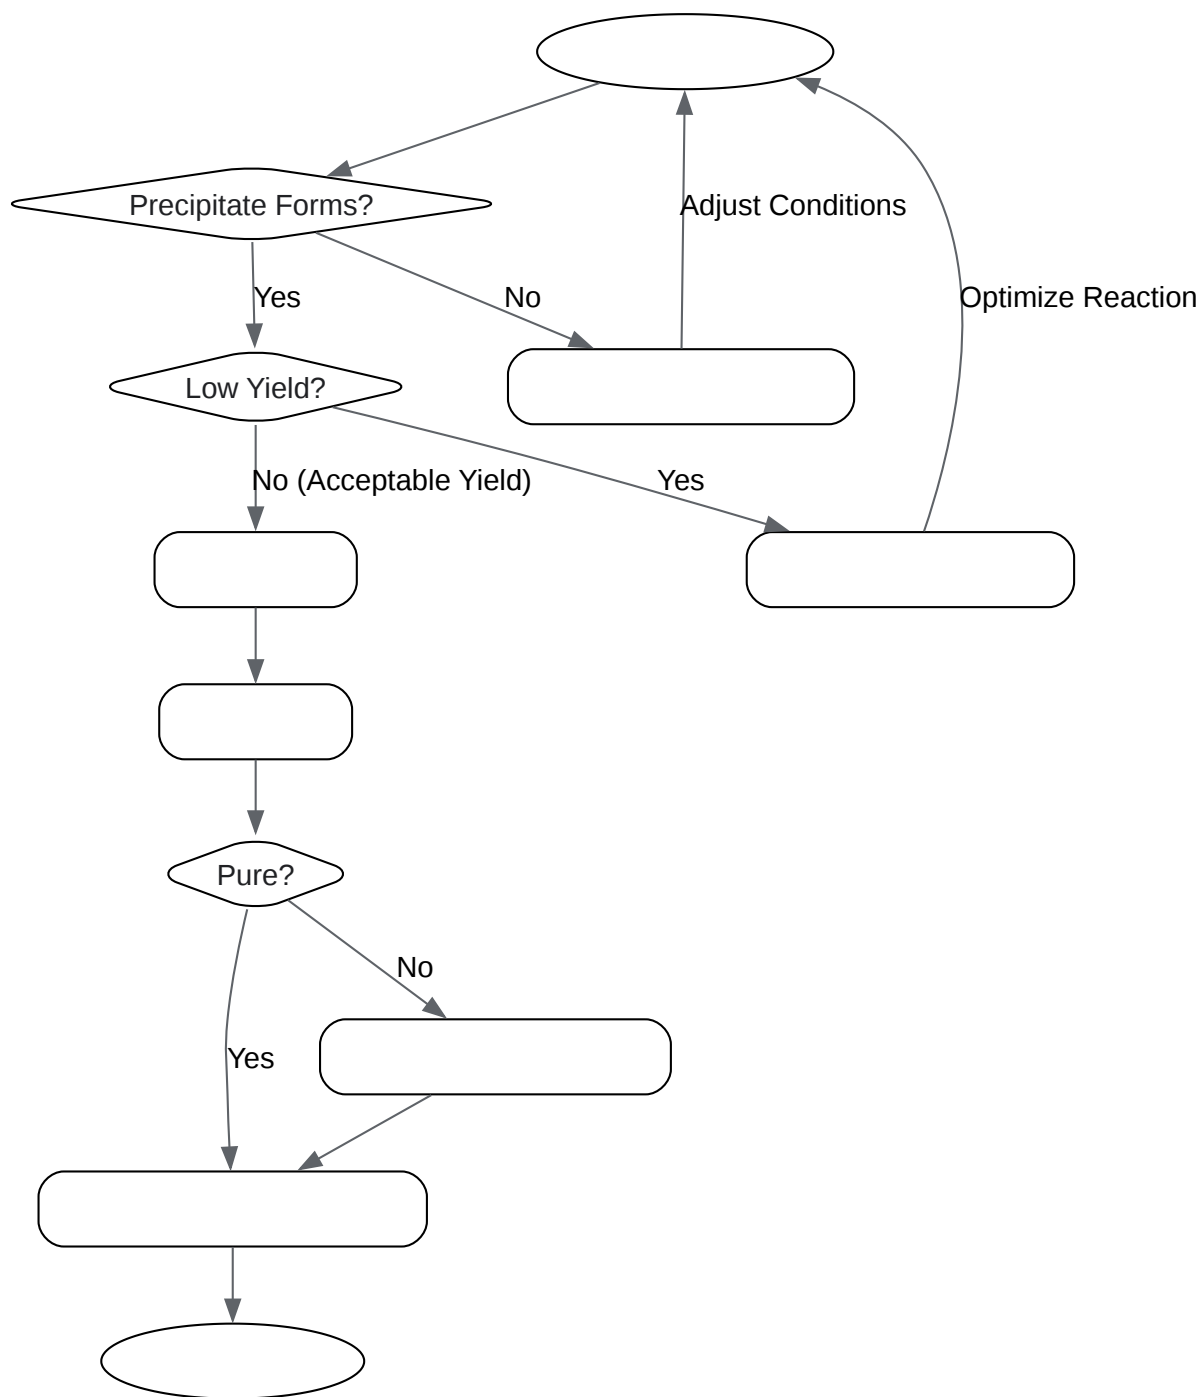 Precipitate Forms?
Adjust Conditions
Yes
No
Optimize Reaction
Low Yield?
No (Acceptable Yield)
Yes
Pure?
No
Yes